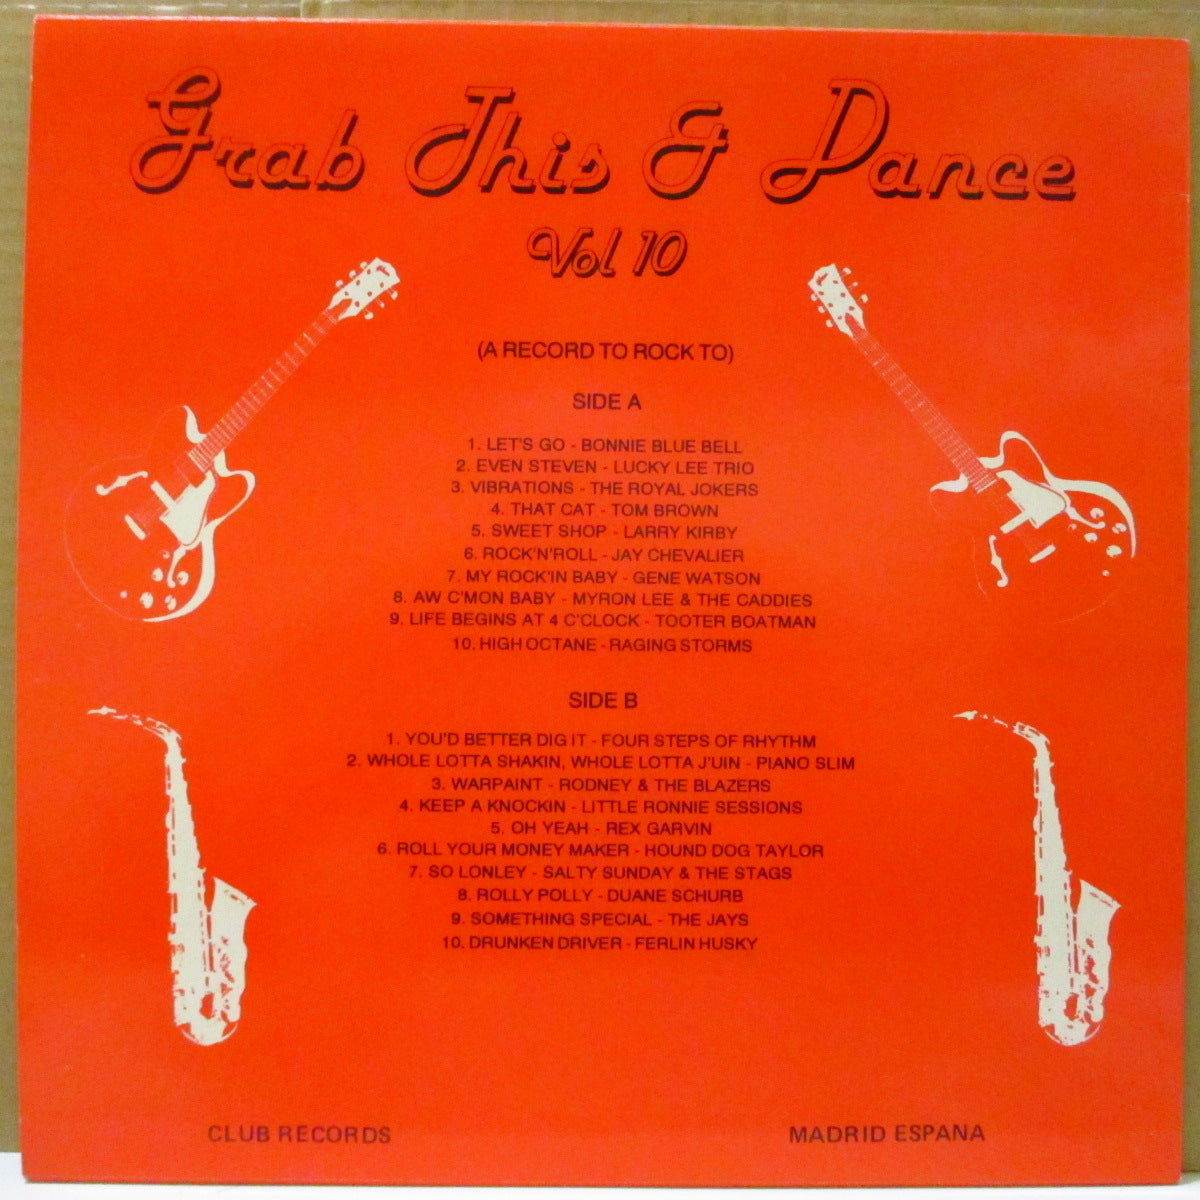 Grab This & Dance
Vol 10
(A RECORD TO ROCK TO)
SIDE A
1. LET'S GO - BONNIE BLUE BELL
2. EVEN STEVEN - LUCKY LEE TRIO
3. VIBRATIONS - THE ROYAL JOKERS
4. THAT CAT - TOM BROWN
5. SWEET SHOP - LARRY KIRBY
6. ROCK'N'ROLL - JAY CHEVALIER
7. MY ROCK'IN BABY - GENE WATSON
8. AW C'MON BABY - MYRON LEE & THE CADDIES
9. LIFE BEGINS AT 4 C'CLOCK - TOOTER BOATMAN
10. HIGH OCTANE - RAGING STORMS
SIDE B
1. YOU'D BETTER DIG IT - FOUR STEPS OF RHYTHM
2. WHOLE LOTTA SHAKIN, WHOLE LOTTA J'UIN - PIANO SLIM
3. WARPAINT - RODNEY & THE BLAZERS
4. KEEP A KNOCKIN - LITTLE RONNIE SESSIONS
5. OH YEAH - REX GARVIN
6. ROLL YOUR MONEY MAKER - HOUND DOG TAYLOR
7. SO LONLEY - SALTY SUNDAY & THE STAGS
8. ROLLY POLLY - DUANE SCHURB
9. SOMETHING SPECIAL - THE JAYS
10. DRUNKEN DRIVER - FERLIN HUSKY
CLUB RECORDS
MADRID ESPANA